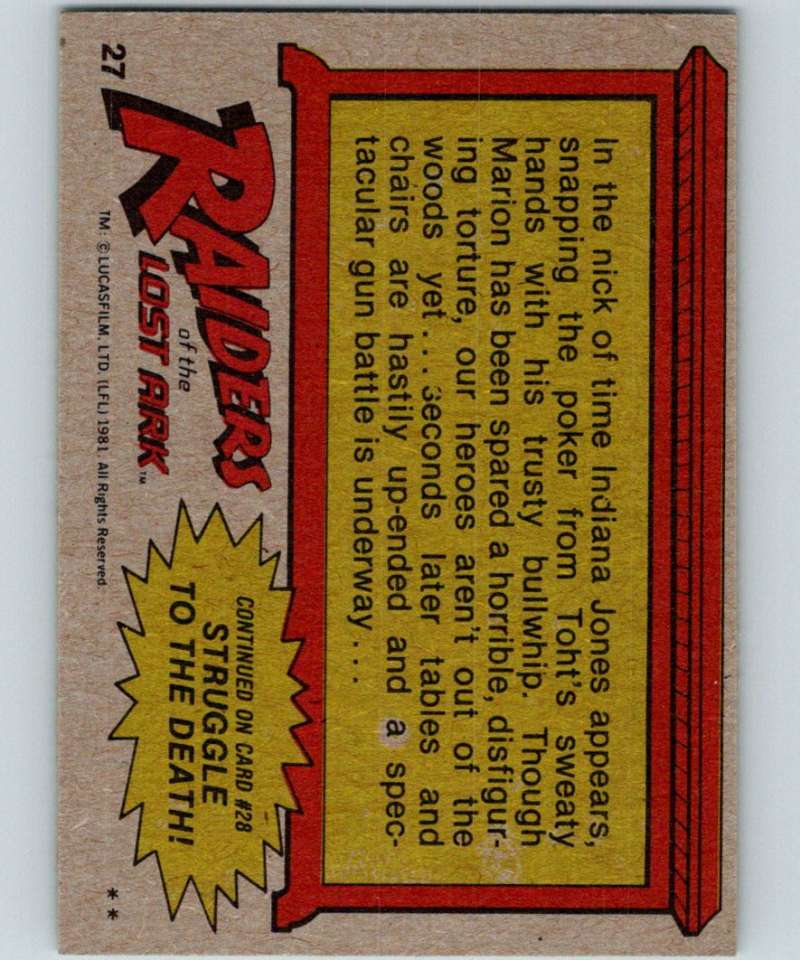 In the nick of time Indiana Jones appears,
snapping the poker from Toht's sweaty
hands with his trusty bullwhip. Though
Marion has been spared a horrible, disfigur-
ing torture, our heroes aren't out of the
woods yet... seconds later tables and
chairs are hastily up-ended and a spec-
tacular gun battle is underway...
27
RAIDERS
of the
LOST ARK™
TM: © LUCASFILM, LTD. (LFL) 1981 All Rights Reserved.
CONTINUED ON CARD #28
STRUGGLE
TO THE DEATH!
**